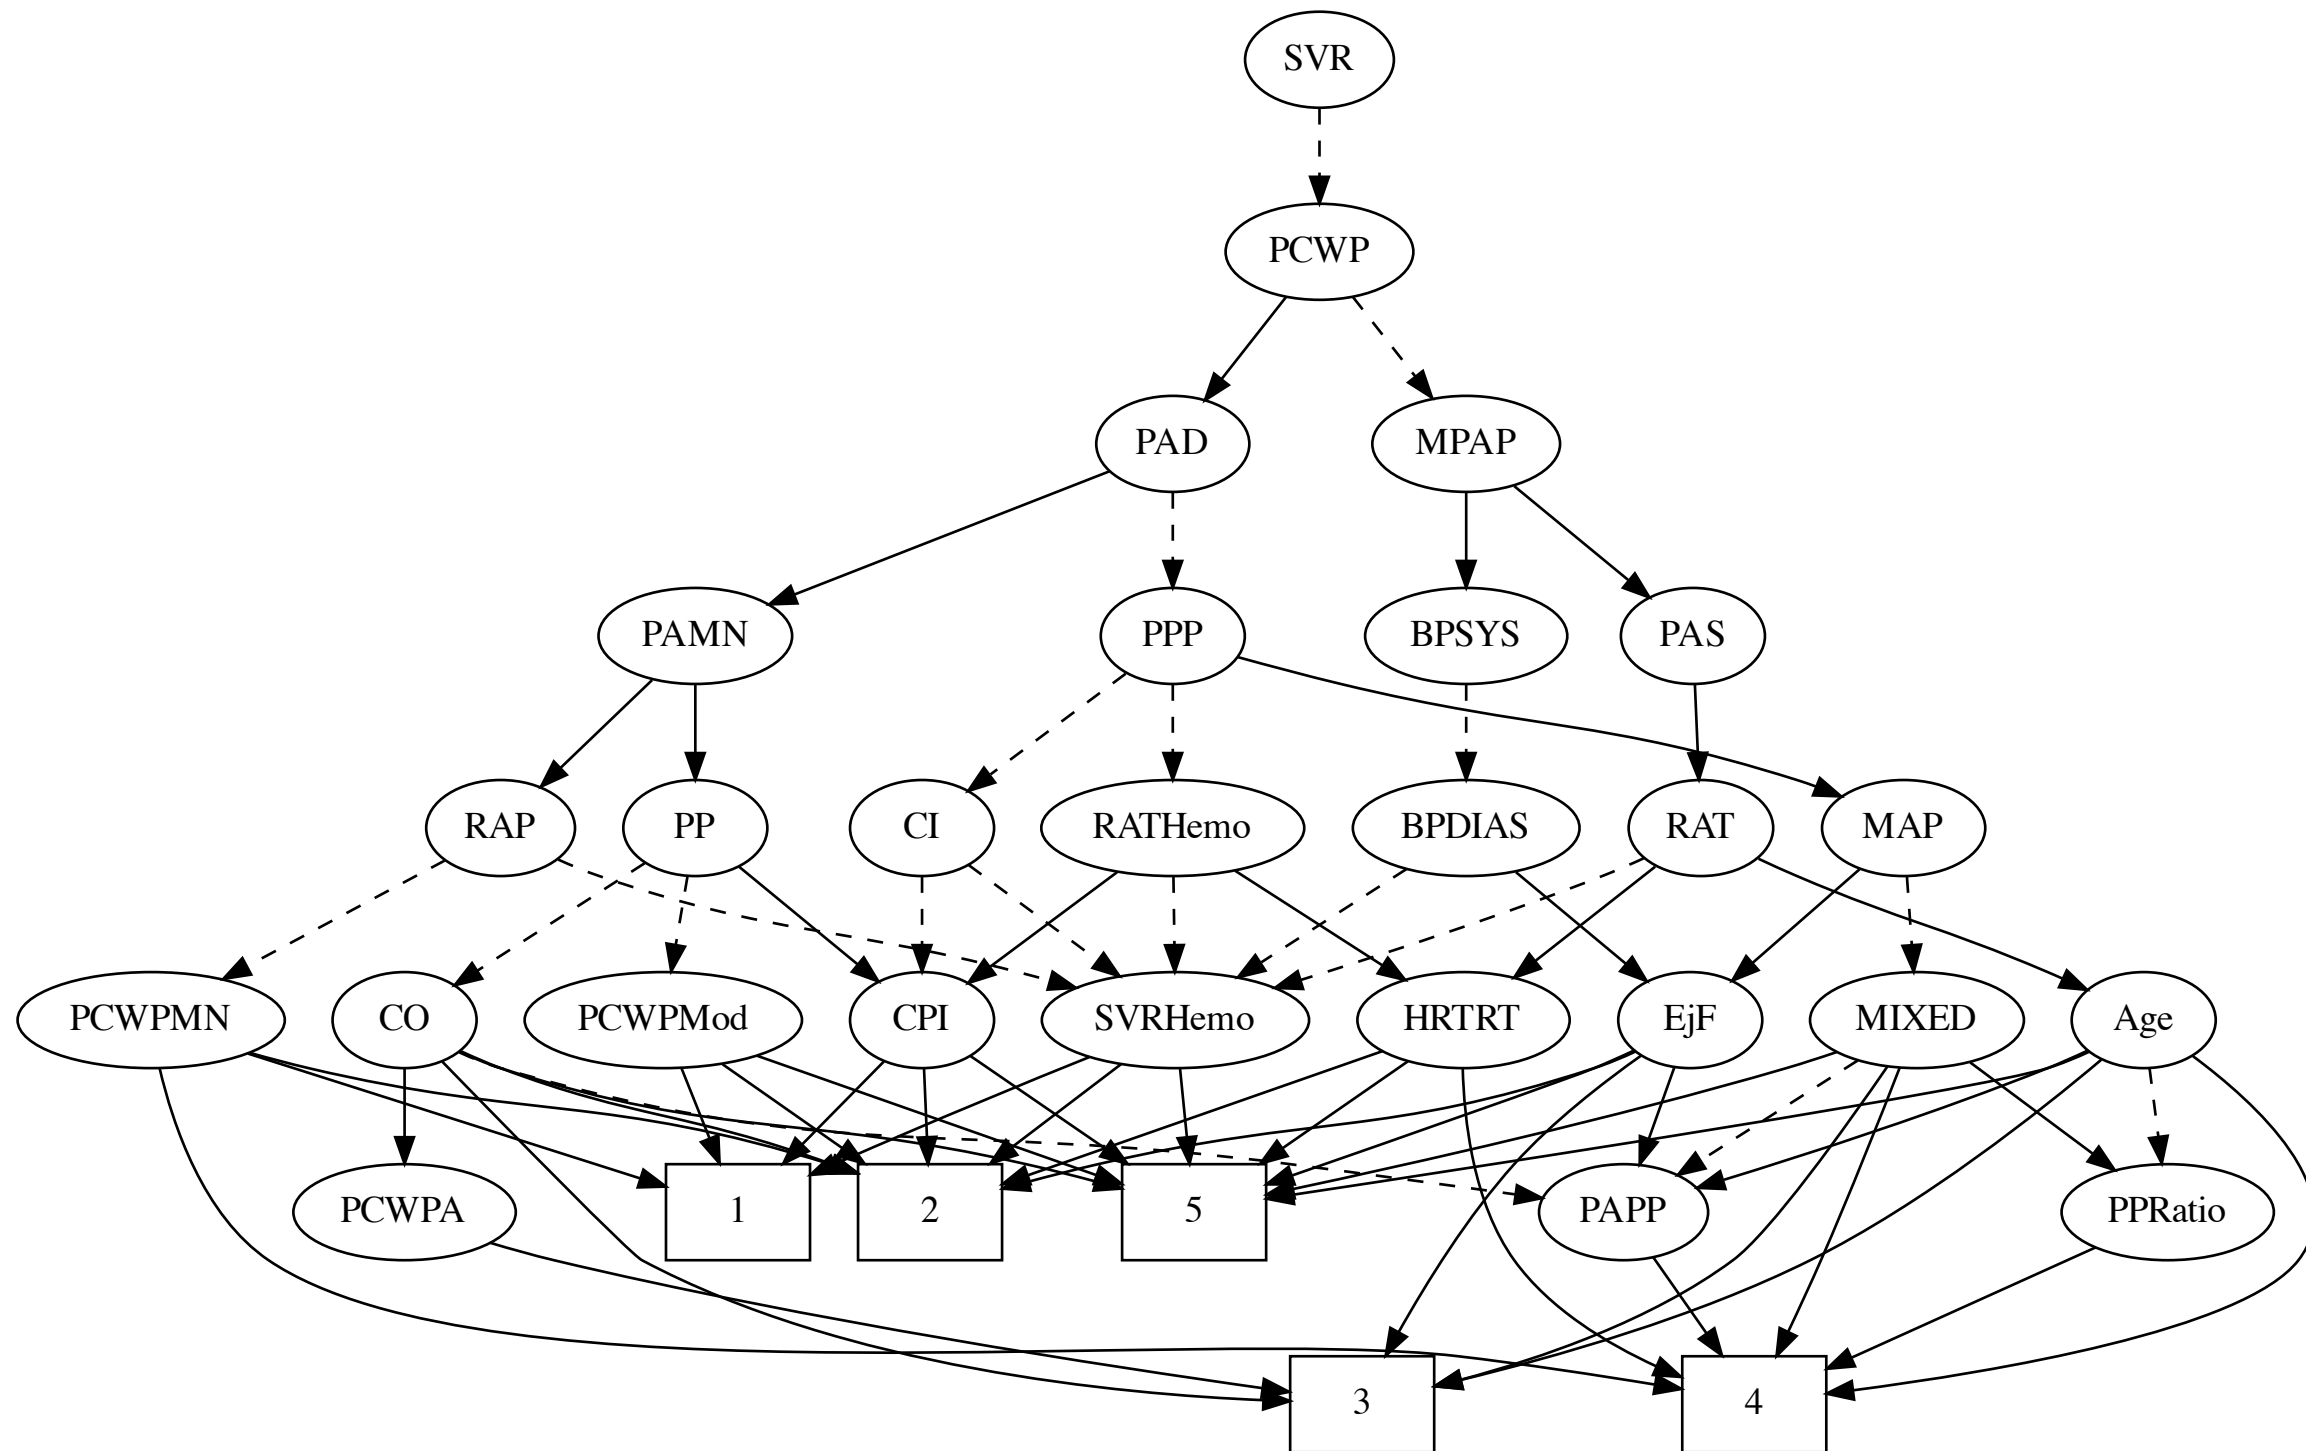 SVR
PCWP
PAD
MPAP
PAMN
PPP
BPSYS
PAS
RAP
PP
CI
RATHemo
BPDIAS
RAT
MAP
PCWPMN
CO
PCWPMod
CPI
SVRHemo
HRTRT
EjF
MIXED
Age
PCWPA
1
2
5
PAPP
PPRatio
3
4